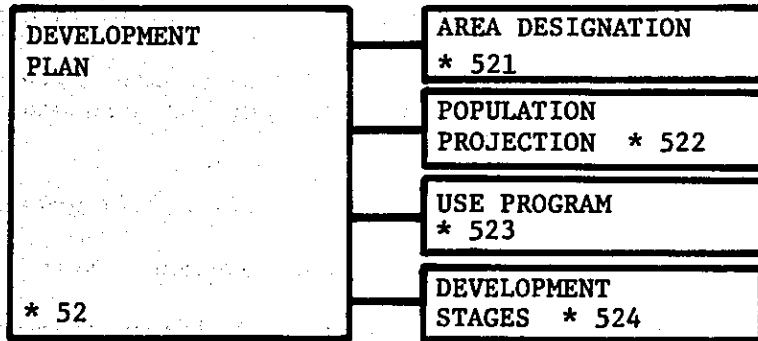 DEVELOPMENT
PLAN
* 52
AREA DESIGNATION
* 521
POPULATION
PROJECTION * 522
USE PROGRAM
* 523
DEVELOPMENT
STAGES * 524